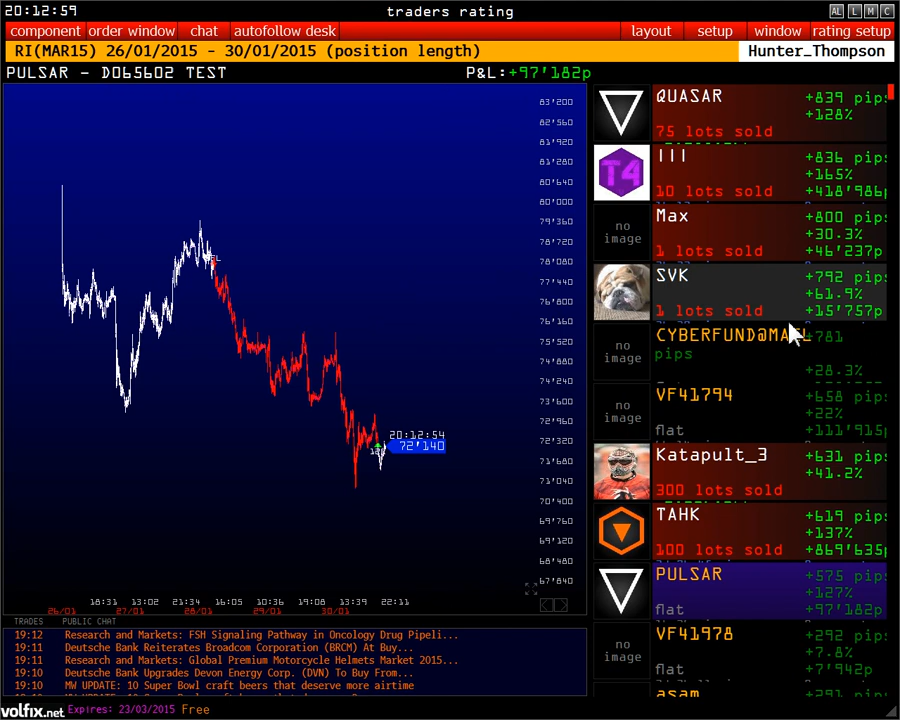 20:12:59 traders rating AL L M C
component order window chat autofollow desk layout setup window rating setup
RI(MAR15) 26/01/2015 - 30/01/2015 (position length) Hunter_Thompson
PULSAR - D065602 TEST P&L:+97'182p
83'200
82'560
81'920
81'280
80'640
80'000
79'360
78'720
78'080
77'440
76'800
76'160
75'520
74'880
74'240
73'600
72'960
72'320
71'680
71'040
70'400
69'760
69'120
68'480
67'840
20:12:54
72'140
18:31 13:02 21:34 16:05 10:36 19:08 13:39 22:11
26/01 27/01 28/01 29/01 30/01
QUASAR +839 pips
+128%
75 lots sold
T4
III +836 pips
+165%
10 lots sold +418'986p
no image
Max +800 pips
+30.3%
1 lots sold +46'237p
SVK +792 pips
+61.9%
1 lots sold +15'757p
no image
CYBERFUND@MAIL +781
pips
+28.3%
no image
VF41794 +658 pips
+22%
flat +111'915p
Katapult_3 +631 pips
+41.2%
300 lots sold
TAHK +619 pips
+137%
100 lots sold +869'635p
PULSAR +575 pips
+127%
flat +97'182p
no image
VF41978 +292 pips
+7.8%
flat +7'942p
asam +291 pips
TRADES PUBLIC CHAT
19:12 Research and Markets: FSH Signaling Pathway in Oncology Drug Pipeli...
19:11 Deutsche Bank Reiterates Broadcom Corporation (BRCM) At Buy...
19:11 Research and Markets: Global Premium Motorcycle Helmets Market 2015...
19:10 Deutsche Bank Upgrades Devon Energy Corp. (DVN) To Buy From...
19:10 MW UPDATE: 10 Super Bowl craft beers that deserve more airtime
volfix.net Expires: 23/03/2015 Free